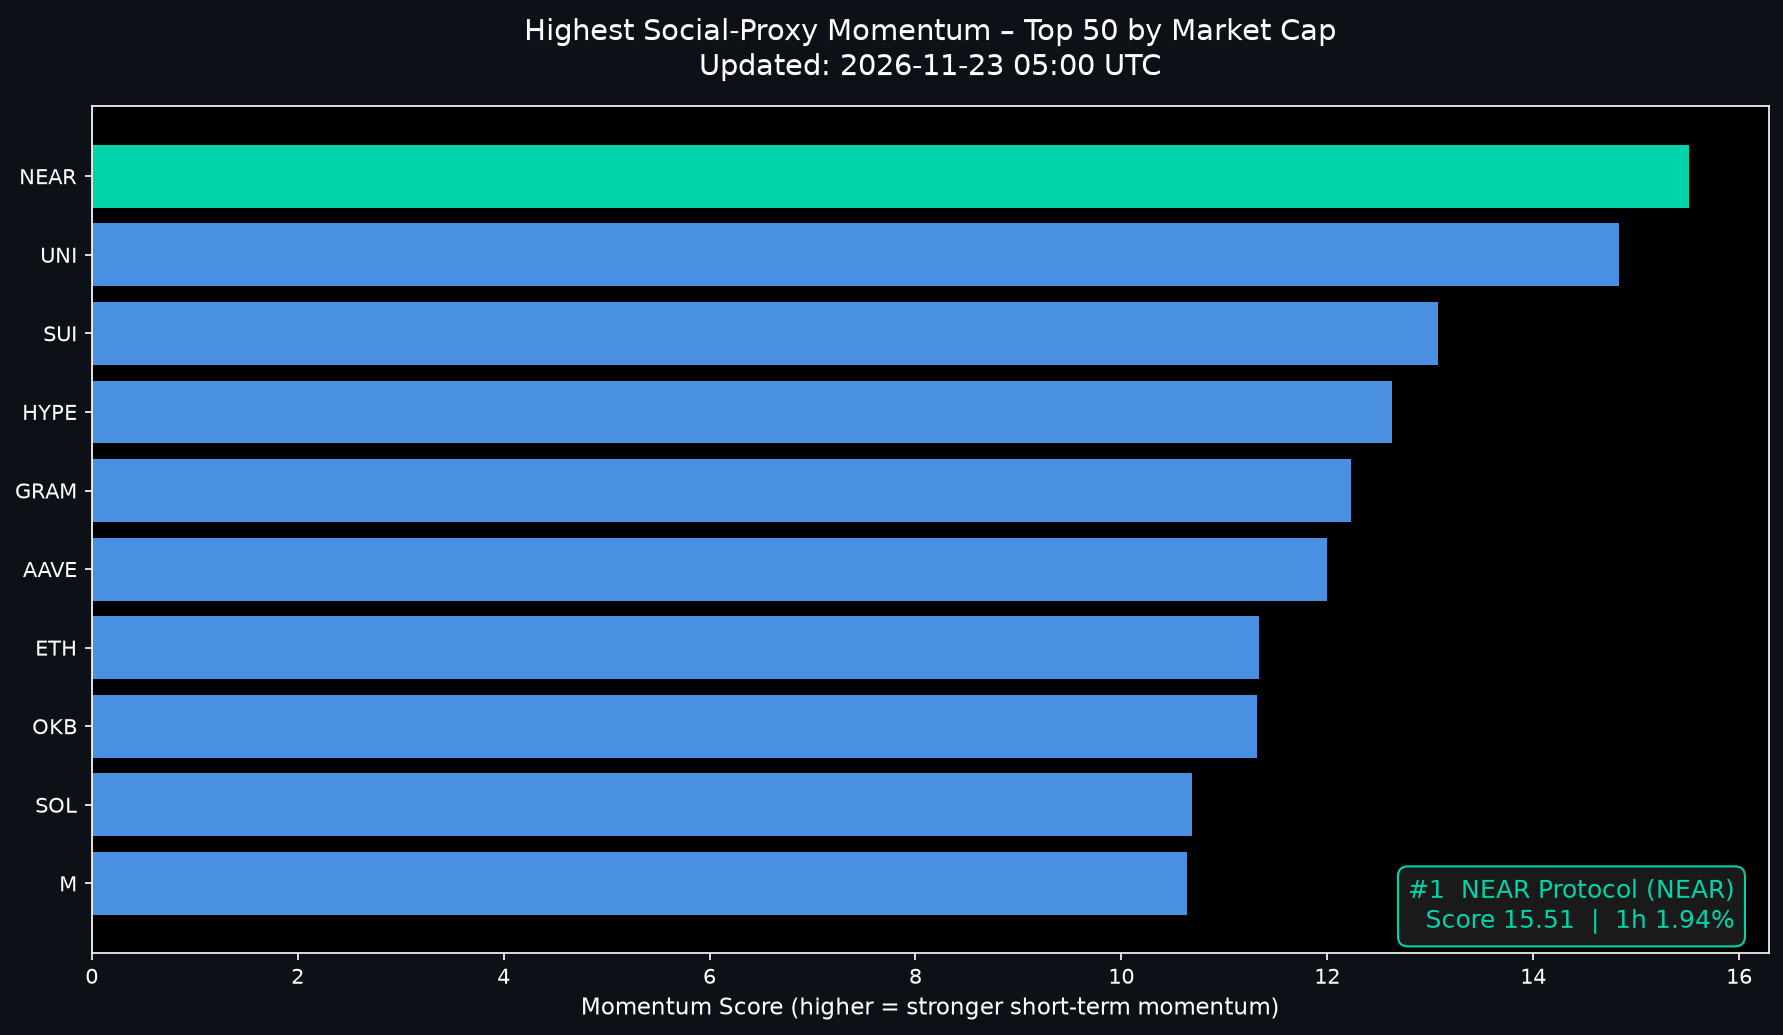 Highest Social-Proxy Momentum – Top 50 by Market Cap
Updated: 2026-11-23 05:00 UTC
NEAR
UNI
SUI
HYPE
GRAM
AAVE
ETH
OKB
SOL
M
#1  NEAR Protocol (NEAR)
Score 15.51  |  1h 1.94%
0 2 4 6 8 10 12 14 16
Momentum Score (higher = stronger short-term momentum)